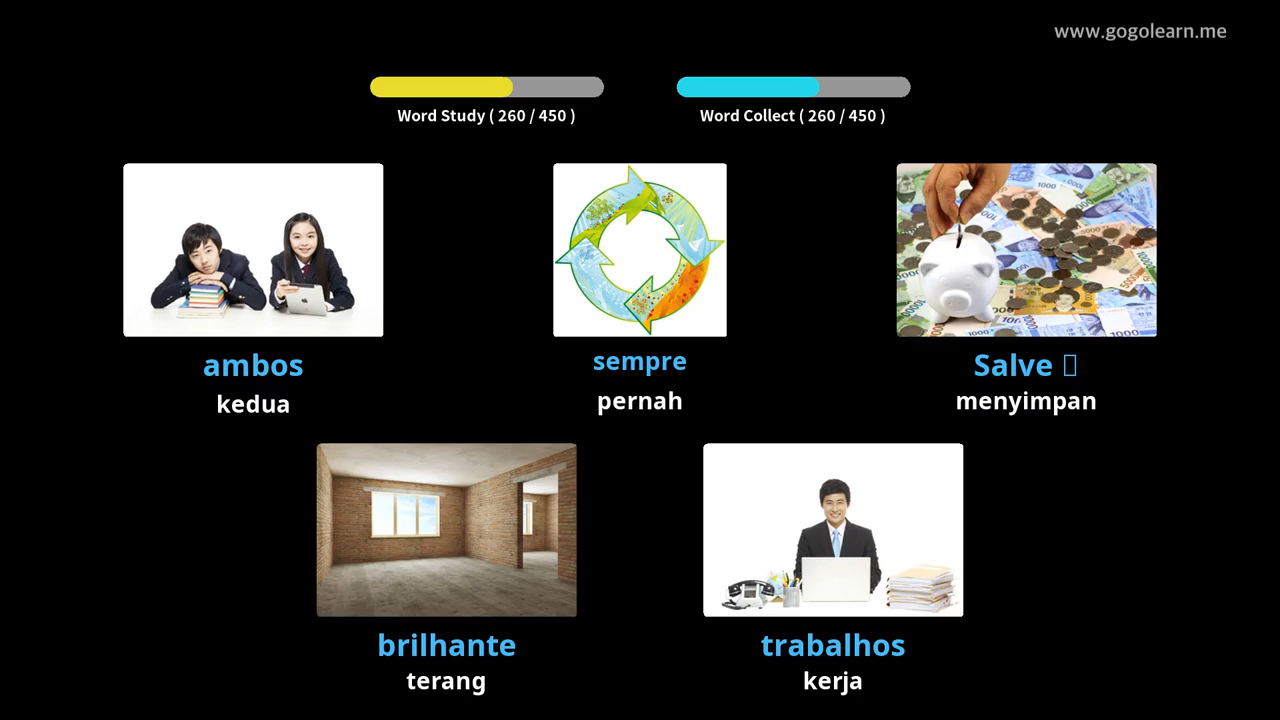 www.gogolearn.me
Word Study ( 260 / 450 )
Word Collect ( 260 / 450 )
ambos
kedua
sempre
pernah
Salve
menyimpan
brilhante
terang
trabalhos
kerja